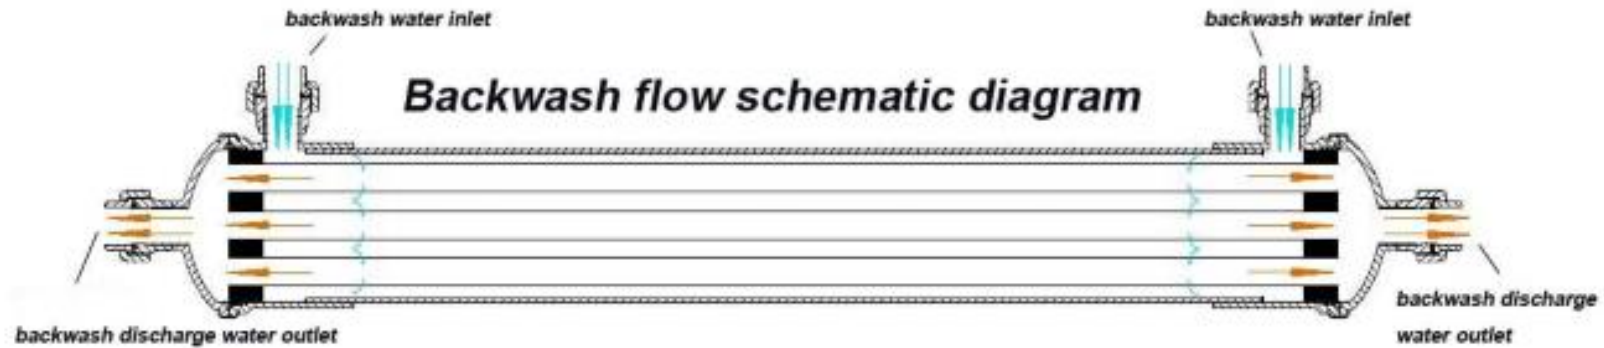 backwash water inlet
backwash water inlet
Backwash flow schematic diagram
backwash discharge water outlet
backwash discharge
water outlet